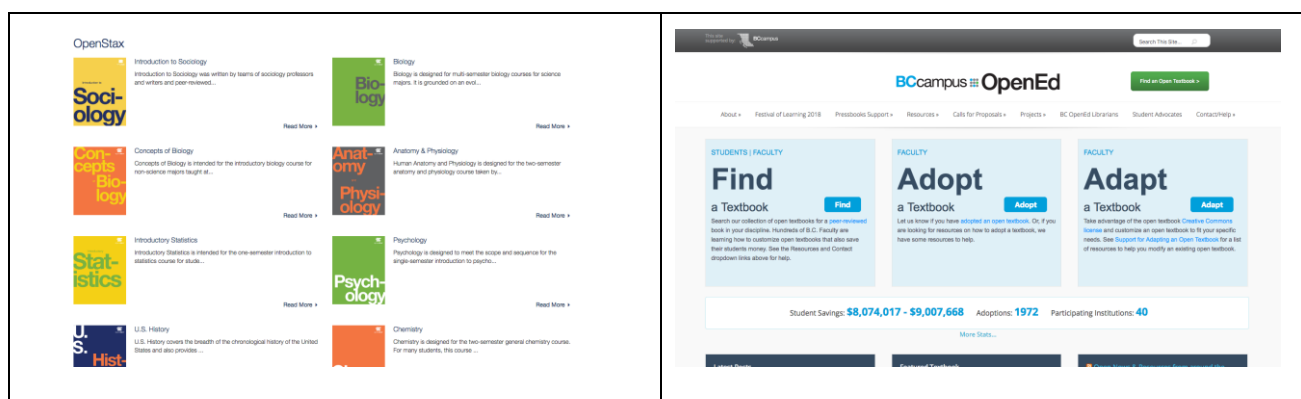 OpenStax
Soci-
ology
Introduction to Sociology
Introduction to Sociology was written by teams of sociology professors
and writers and peer-reviewed...
Read More
Bio-
logy
Biology
Biology is designed for multi-semester biology courses for science
majors. It is grounded on an evol...
Read More
Con-
cepts
Bio-
logy
Concepts of Biology
Concepts of Biology is intended for the introductory biology course for
non-science majors taught at...
Read More
Anat-
omy
Physi-
ology
Anatomy & Physiology
Human Anatomy and Physiology is designed for the two-semester
anatomy and physiology course taken by...
Read More
Stat-
istics
Introductory Statistics
Introductory Statistics is intended for the one-semester introduction to
statistics course for stude...
Read More
Psych-
ology
Psychology
Psychology is designed to meet the scope and sequence for the
single-semester introduction to psycho...
Read More
U.
S.
Hist-
U.S. History
U.S. History covers the breadth of the chronological history of the United
States and also provides ...
Chemistry
Chemistry is designed for the two-semester general chemistry course.
For many students, this course ...
This site
supported by
BCcampus
Search This Site...
BCcampus OpenEd
Find an Open Textbook »
About » Festival of Learning 2018 Pressbooks Support » Resources » Calls for Proposals » Projects » BC OpenEd Librarians Student Advocates Contact/Help »
STUDENTS | FACULTY
Find
a Textbook
Find
Search our collection of open textbooks for a peer-reviewed
book in your discipline. Hundreds of B.C. Faculty are
learning how to customize open textbooks that also save
their students money. See the Resources and Contact
dropdown links above for help.
FACULTY
Adopt
a Textbook
Adopt
Let us know if you have adopted an open textbook. Or, if you
are looking for resources on how to adopt a textbook, we
have some resources to help.
FACULTY
Adapt
a Textbook
Adapt
Take advantage of the open textbook Creative Commons
license and customize an open textbook to fit your specific
needs. See Support for Adapting an Open Textbook for a list
of resources to help you modify an existing open textbook.
Student Savings: $8,074,017 - $9,007,668 Adoptions: 1972 Participating Institutions: 40
More Stats...
Latest Posts
Featured Textbook